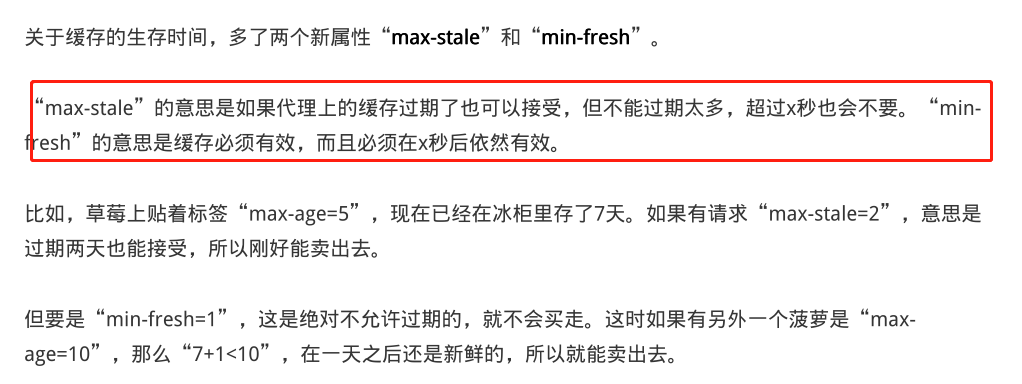 关于缓存的生存时间，多了两个新属性“max-stale”和“min-fresh”。
“max-stale”的意思是如果代理上的缓存过期了也可以接受，但不能过期太多，超过x秒也会不要。“min-
fresh”的意思是缓存必须有效，而且必须在x秒后依然有效。
比如，草莓上贴着标签“max-age=5”，现在已经在冰柜里存了7天。如果有请求“max-stale=2”，意思是
过期两天也能接受，所以刚好能卖出去。
但要是“min-fresh=1”，这是绝对不允许过期的，就不会买走。这时如果有另外一个菠萝是“max-
age=10”，那么“7+1<10”，在一天之后还是新鲜的，所以就能卖出去。